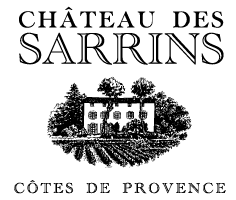 CHÂTEAU DES
SARRINS
CÔTES DE PROVENCE